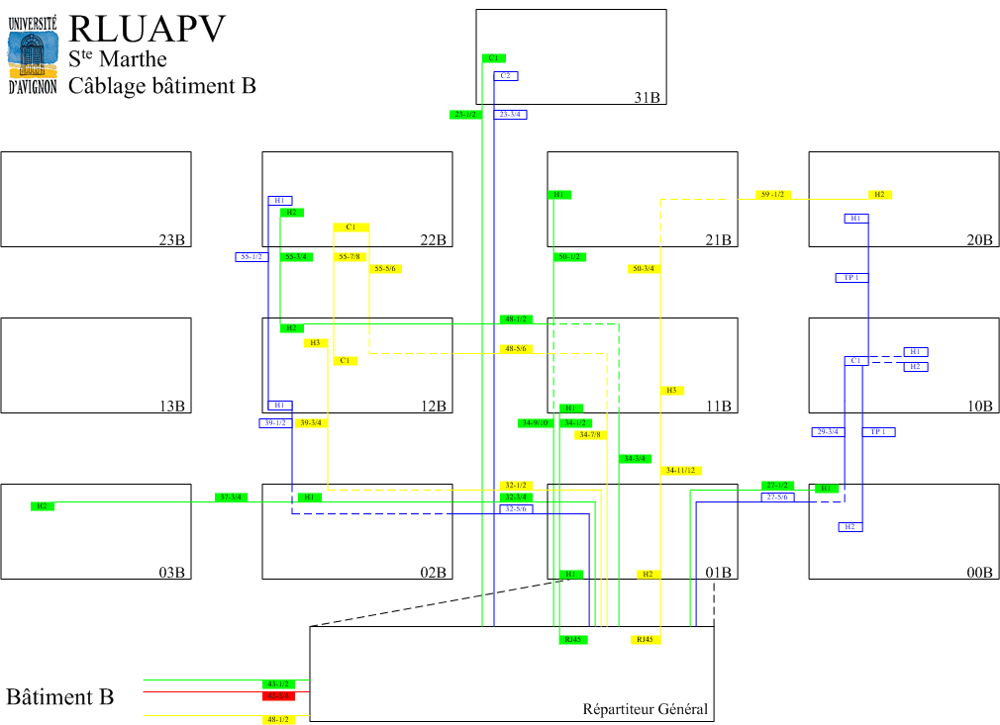 UNIVERSITÉ
D'AVIGNON
RLUAPV
Ste Marthe
Câblage bâtiment B
C1
C2
31B
23-1/2
23-3/4
23B
H1
H2
C1
22B
H1
21B
59 -1/2
H2
H1
20B
55-1/2
55-3/4
55-7/8
55-5/6
50-1/2
50-3/4
TP 1
13B
H2
H3
C1
H1
12B
48-1/2
48-5/6
H3
H1
11B
C1
H1
H2
10B
39-1/2
39-3/4
34-9/10
34-1/2
34-7/8
34-3/4
34-11/12
29-3/4
TP 1
H2
03B
37-3/4
H1
02B
32-1/2
32-3/4
32-5/6
H1
H2
01B
27-1/2
27-5/6
H1
H2
00B
RJ45
RJ45
Bâtiment B
43-1/2
48-1/2
Répartiteur Général